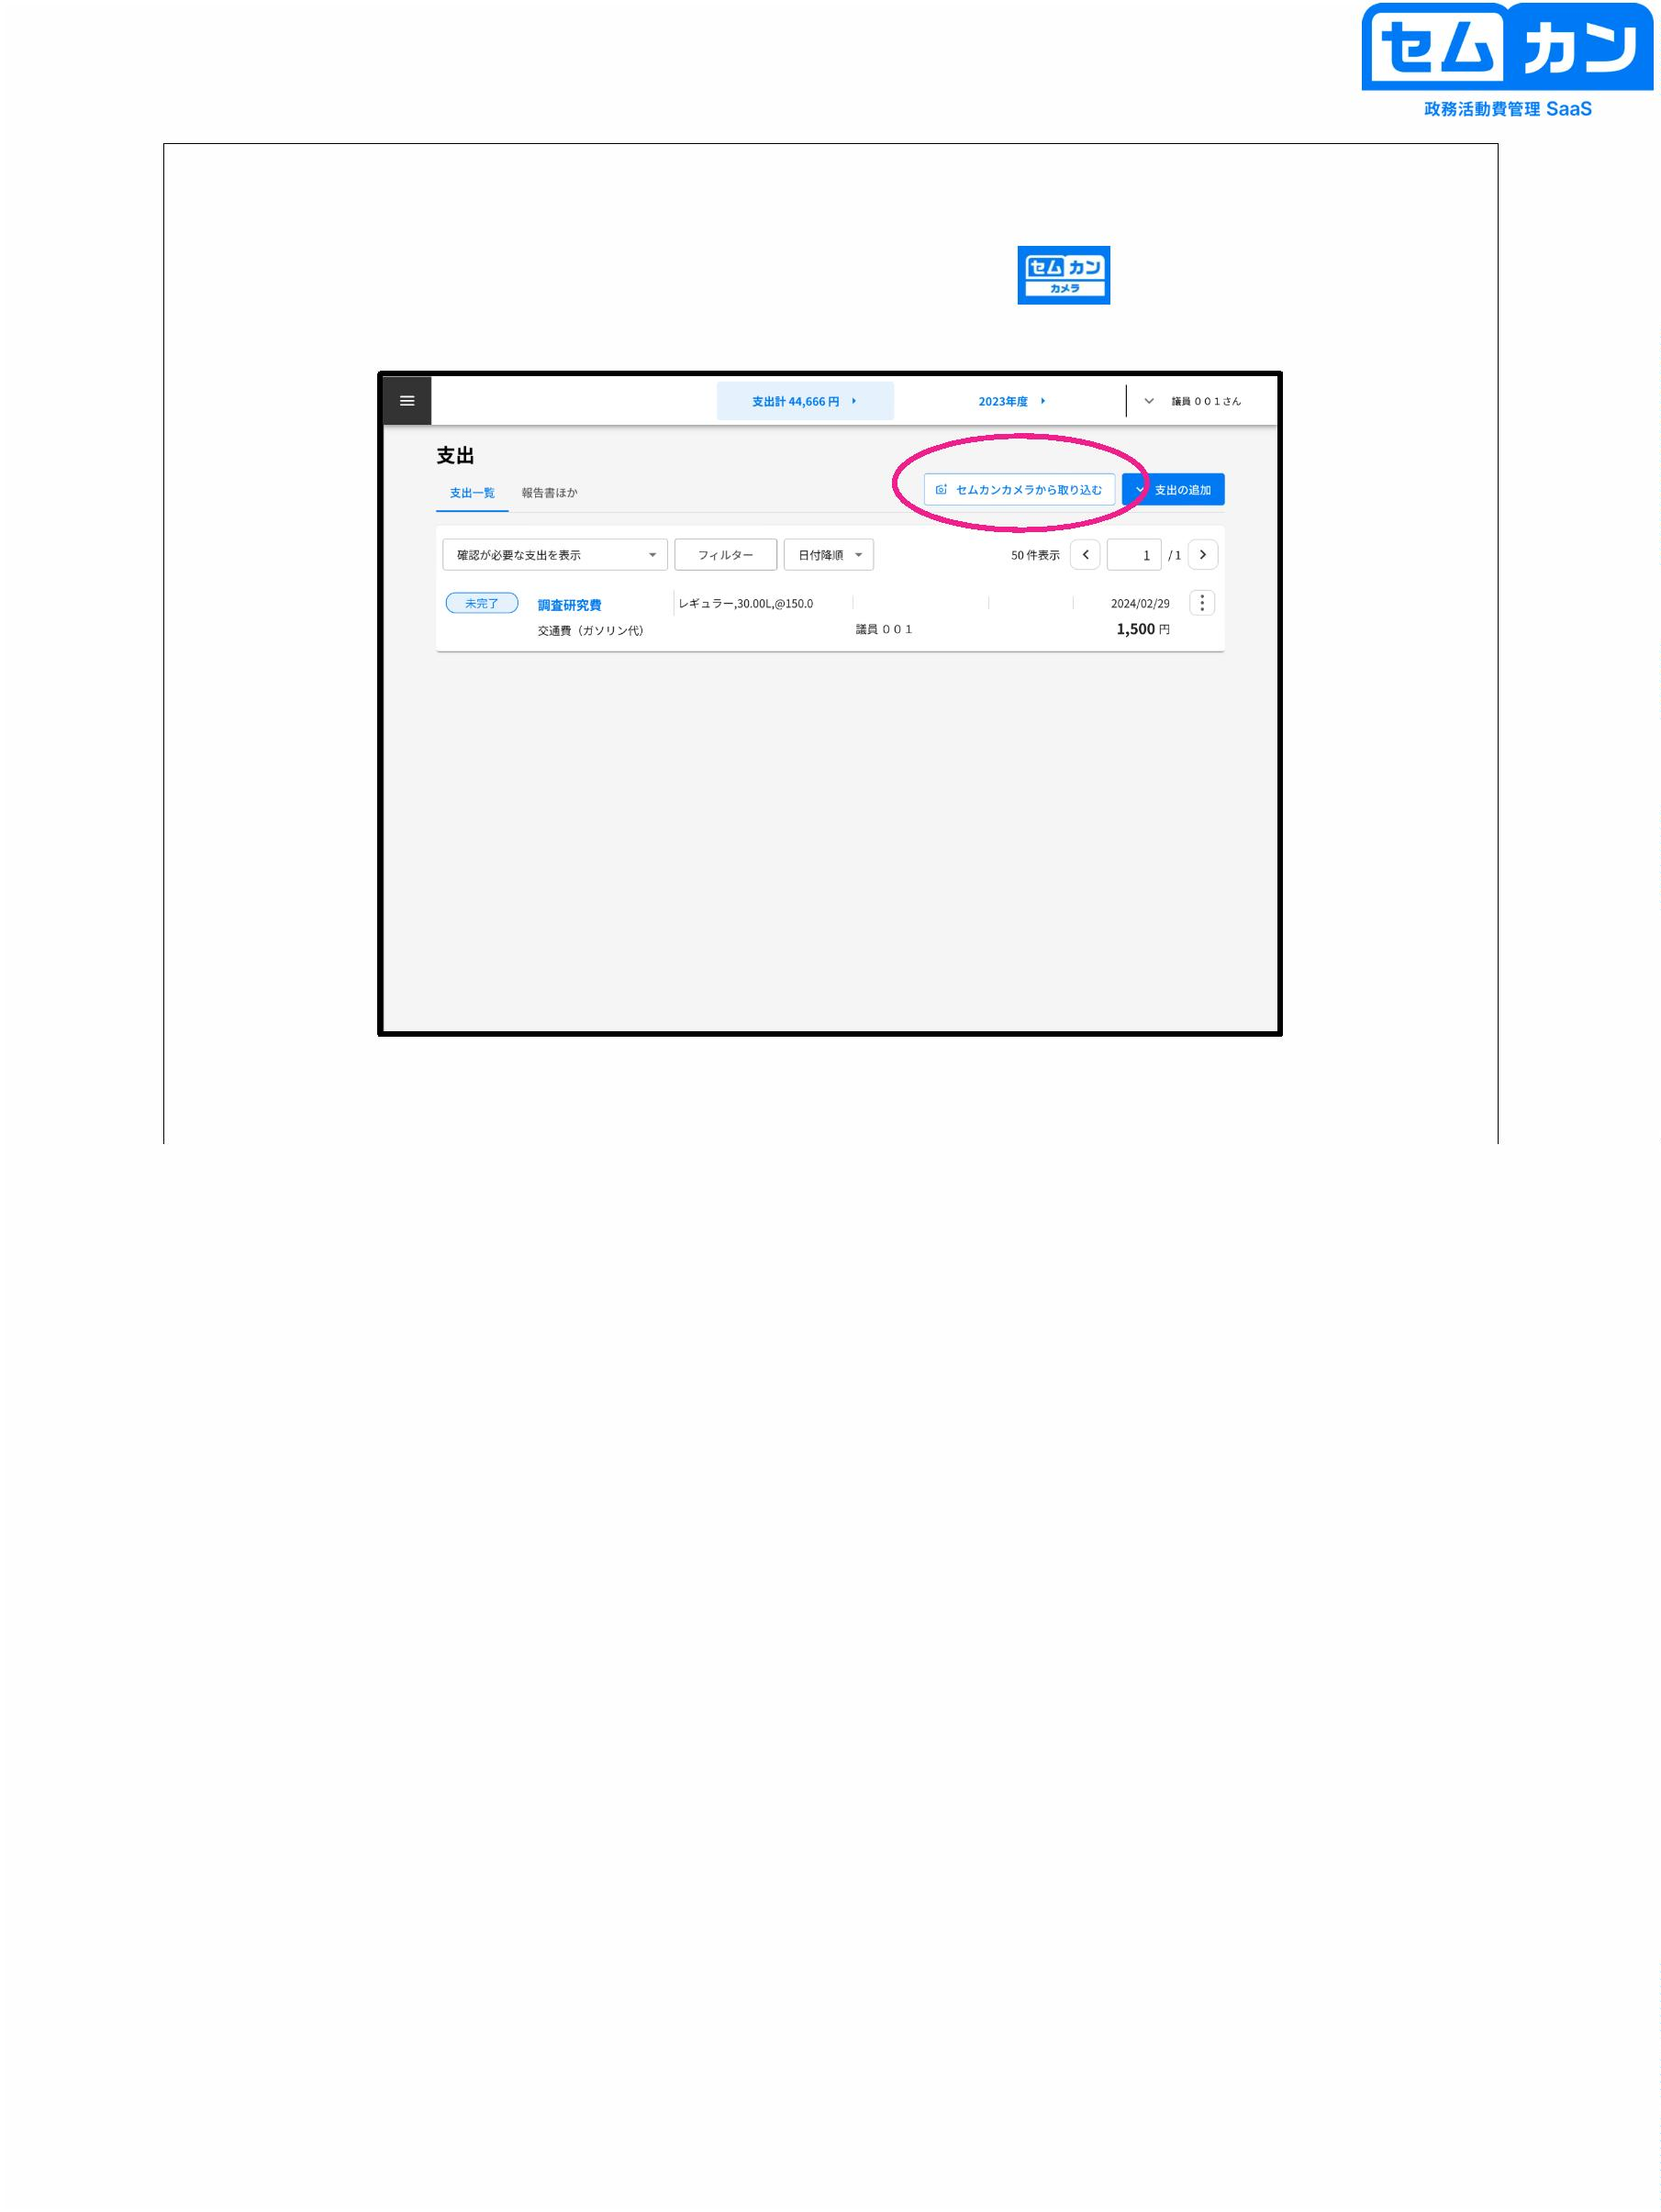 セムカン
政務活動費管理 SaaS
セムカン
カメラ
支出計 44,666 円
2023年度
議員００１さん
支出
支出一覧 報告書ほか
セムカンカメラから取り込む
支出の追加
確認が必要な支出を表示 フィルター 日付降順 50 件表示 1 / 1
未完了 調査研究費 レギュラー,30.00L,@150.0 2024/02/29
交通費（ガソリン代） 議員００１ 1,500 円